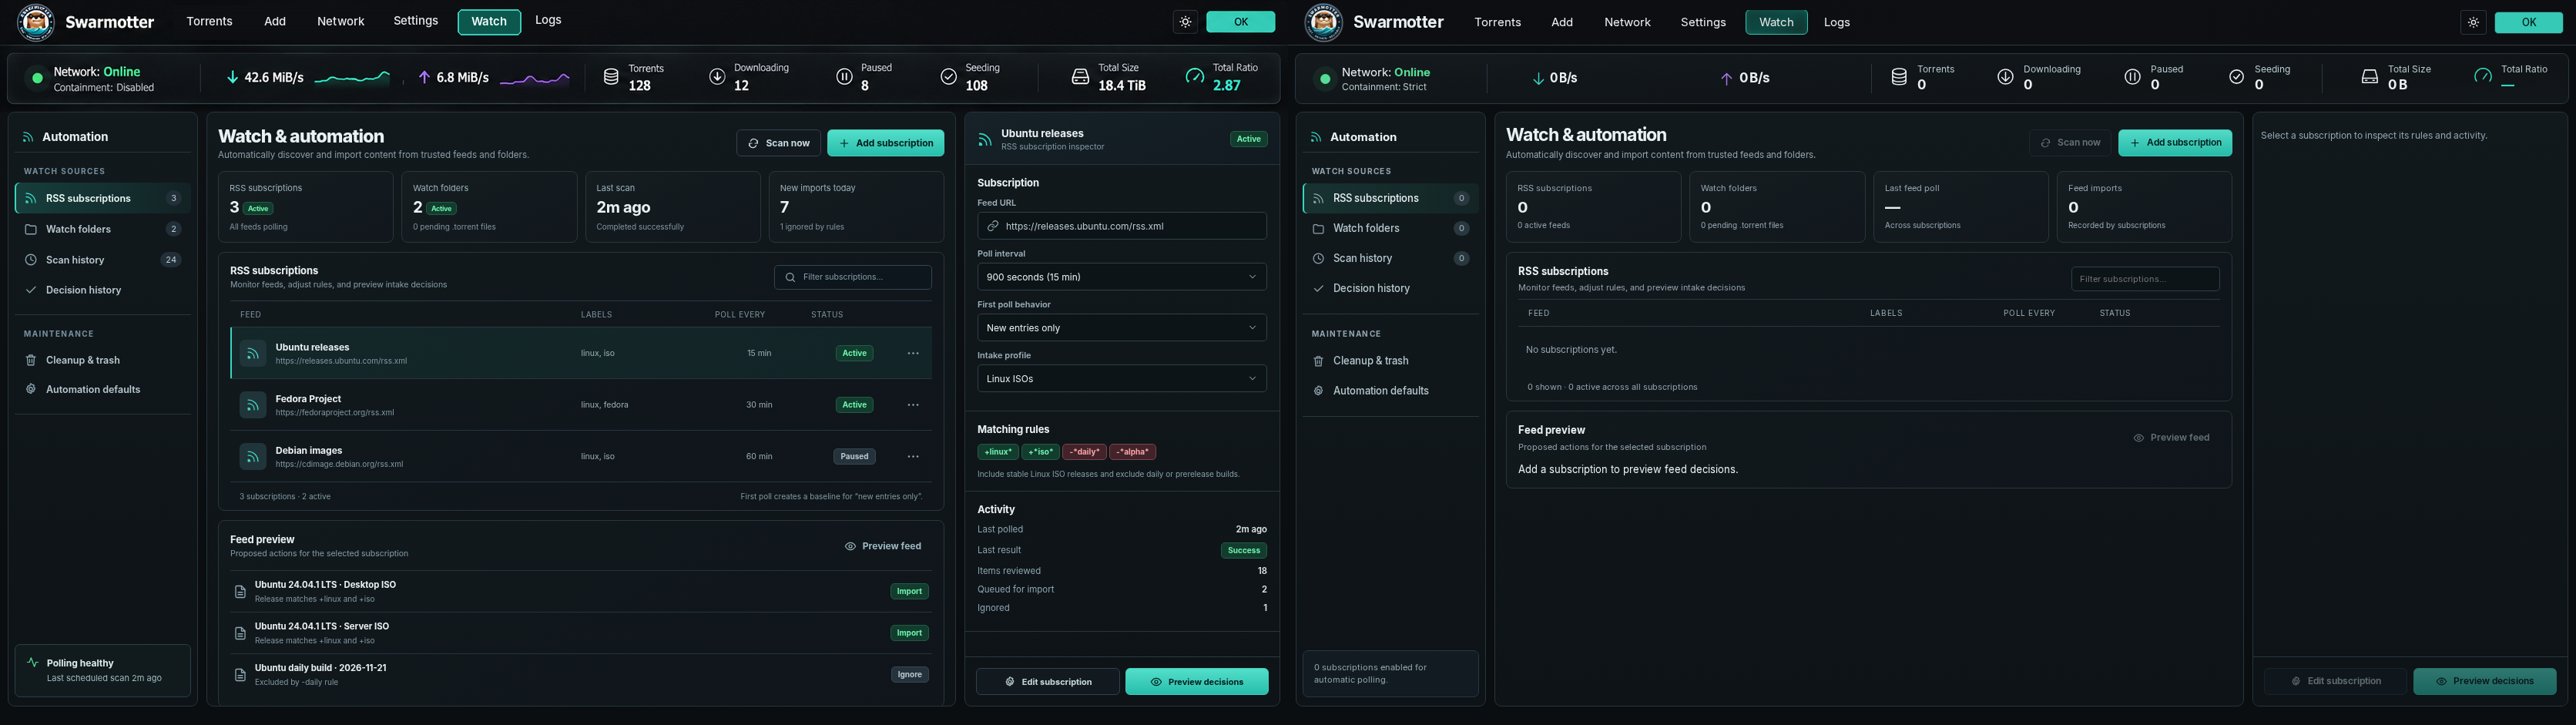 Swarmotter
Torrents
Add
Network
Settings
Watch
Logs
OK
Network: Online
Containment: Disabled
42.6 MiB/s
6.8 MiB/s
Torrents
128
Downloading
12
Paused
8
Seeding
108
Total Size
18.4 TiB
Total Ratio
2.87
Automation
WATCH SOURCES
RSS subscriptions 3
Watch folders 2
Scan history 24
Decision history
MAINTENANCE
Cleanup & trash
Automation defaults
Polling healthy
Last scheduled scan 2m ago
Watch & automation
Automatically discover and import content from trusted feeds and folders.
Scan now
Add subscription
RSS subscriptions
3 Active
All feeds polling
Watch folders
2 Active
0 pending .torrent files
Last scan
2m ago
Completed successfully
New imports today
7
1 ignored by rules
RSS subscriptions
Monitor feeds, adjust rules, and preview intake decisions
Filter subscriptions...
FEED LABELS POLL EVERY STATUS
Ubuntu releases
https://releases.ubuntu.com/rss.xml
linux, iso
15 min
Active
Fedora Project
https://fedoraproject.org/rss.xml
linux, fedora
30 min
Active
Debian images
https://cdimage.debian.org/rss.xml
linux, iso
60 min
Paused
3 subscriptions · 2 active
First poll creates a baseline for "new entries only".
Feed preview
Proposed actions for the selected subscription
Preview feed
Ubuntu 24.04.1 LTS · Desktop ISO
Release matches +linux and +iso
Import
Ubuntu 24.04.1 LTS · Server ISO
Release matches +linux and +iso
Import
Ubuntu daily build · 2026-11-21
Excluded by -daily rule
Ignore
Ubuntu releases
RSS subscription inspector
Active
Subscription
Feed URL
https://releases.ubuntu.com/rss.xml
Poll interval
900 seconds (15 min)
First poll behavior
New entries only
Intake profile
Linux ISOs
Matching rules
+linux* +*iso* -*daily* -*alpha*
Include stable Linux ISO releases and exclude daily or prerelease builds.
Activity
Last polled 2m ago
Last result Success
Items reviewed 18
Queued for import 2
Ignored 1
Edit subscription
Preview decisions
Swarmotter
Torrents
Add
Network
Settings
Watch
Logs
OK
Network: Online
Containment: Strict
0 B/s
0 B/s
Torrents
0
Downloading
0
Paused
0
Seeding
0
Total Size
0 B
Total Ratio
—
Automation
WATCH SOURCES
RSS subscriptions 0
Watch folders 0
Scan history 0
Decision history
MAINTENANCE
Cleanup & trash
Automation defaults
0 subscriptions enabled for
automatic polling.
Watch & automation
Automatically discover and import content from trusted feeds and folders.
Scan now
Add subscription
RSS subscriptions
0
0 active feeds
Watch folders
0
0 pending .torrent files
Last feed poll
—
Across subscriptions
Feed imports
0
Recorded by subscriptions
RSS subscriptions
Monitor feeds, adjust rules, and preview intake decisions
Filter subscriptions...
FEED LABELS POLL EVERY STATUS
No subscriptions yet.
0 shown · 0 active across all subscriptions
Feed preview
Proposed actions for the selected subscription
Preview feed
Add a subscription to preview feed decisions.
Select a subscription to inspect its rules and activity.
Edit subscription
Preview decisions